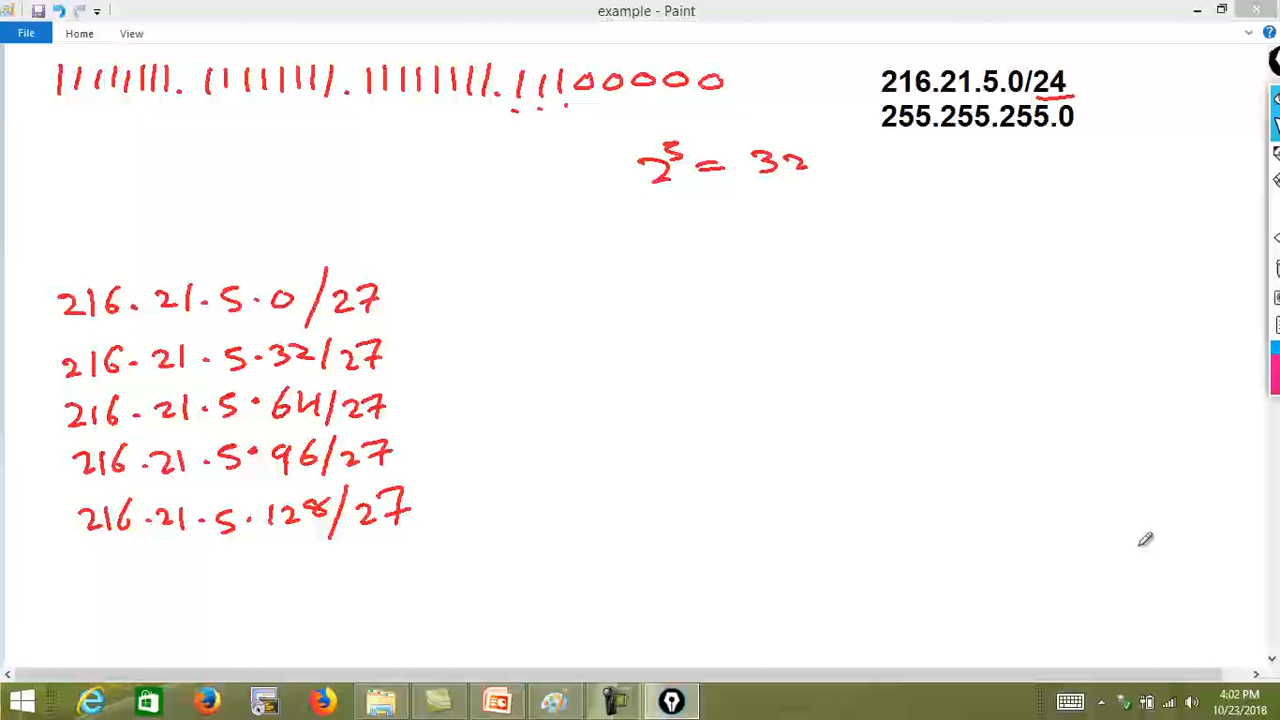 example - Paint
File Home View
11111111.11111111.11111111.11100000
216.21.5.0/24
255.255.255.0
2⁵ = 32
216.21.5.0/27
216.21.5.32/27
216.21.5.64/27
216.21.5.96/27
216.21.5.128/27
4:02 PM
10/23/2018